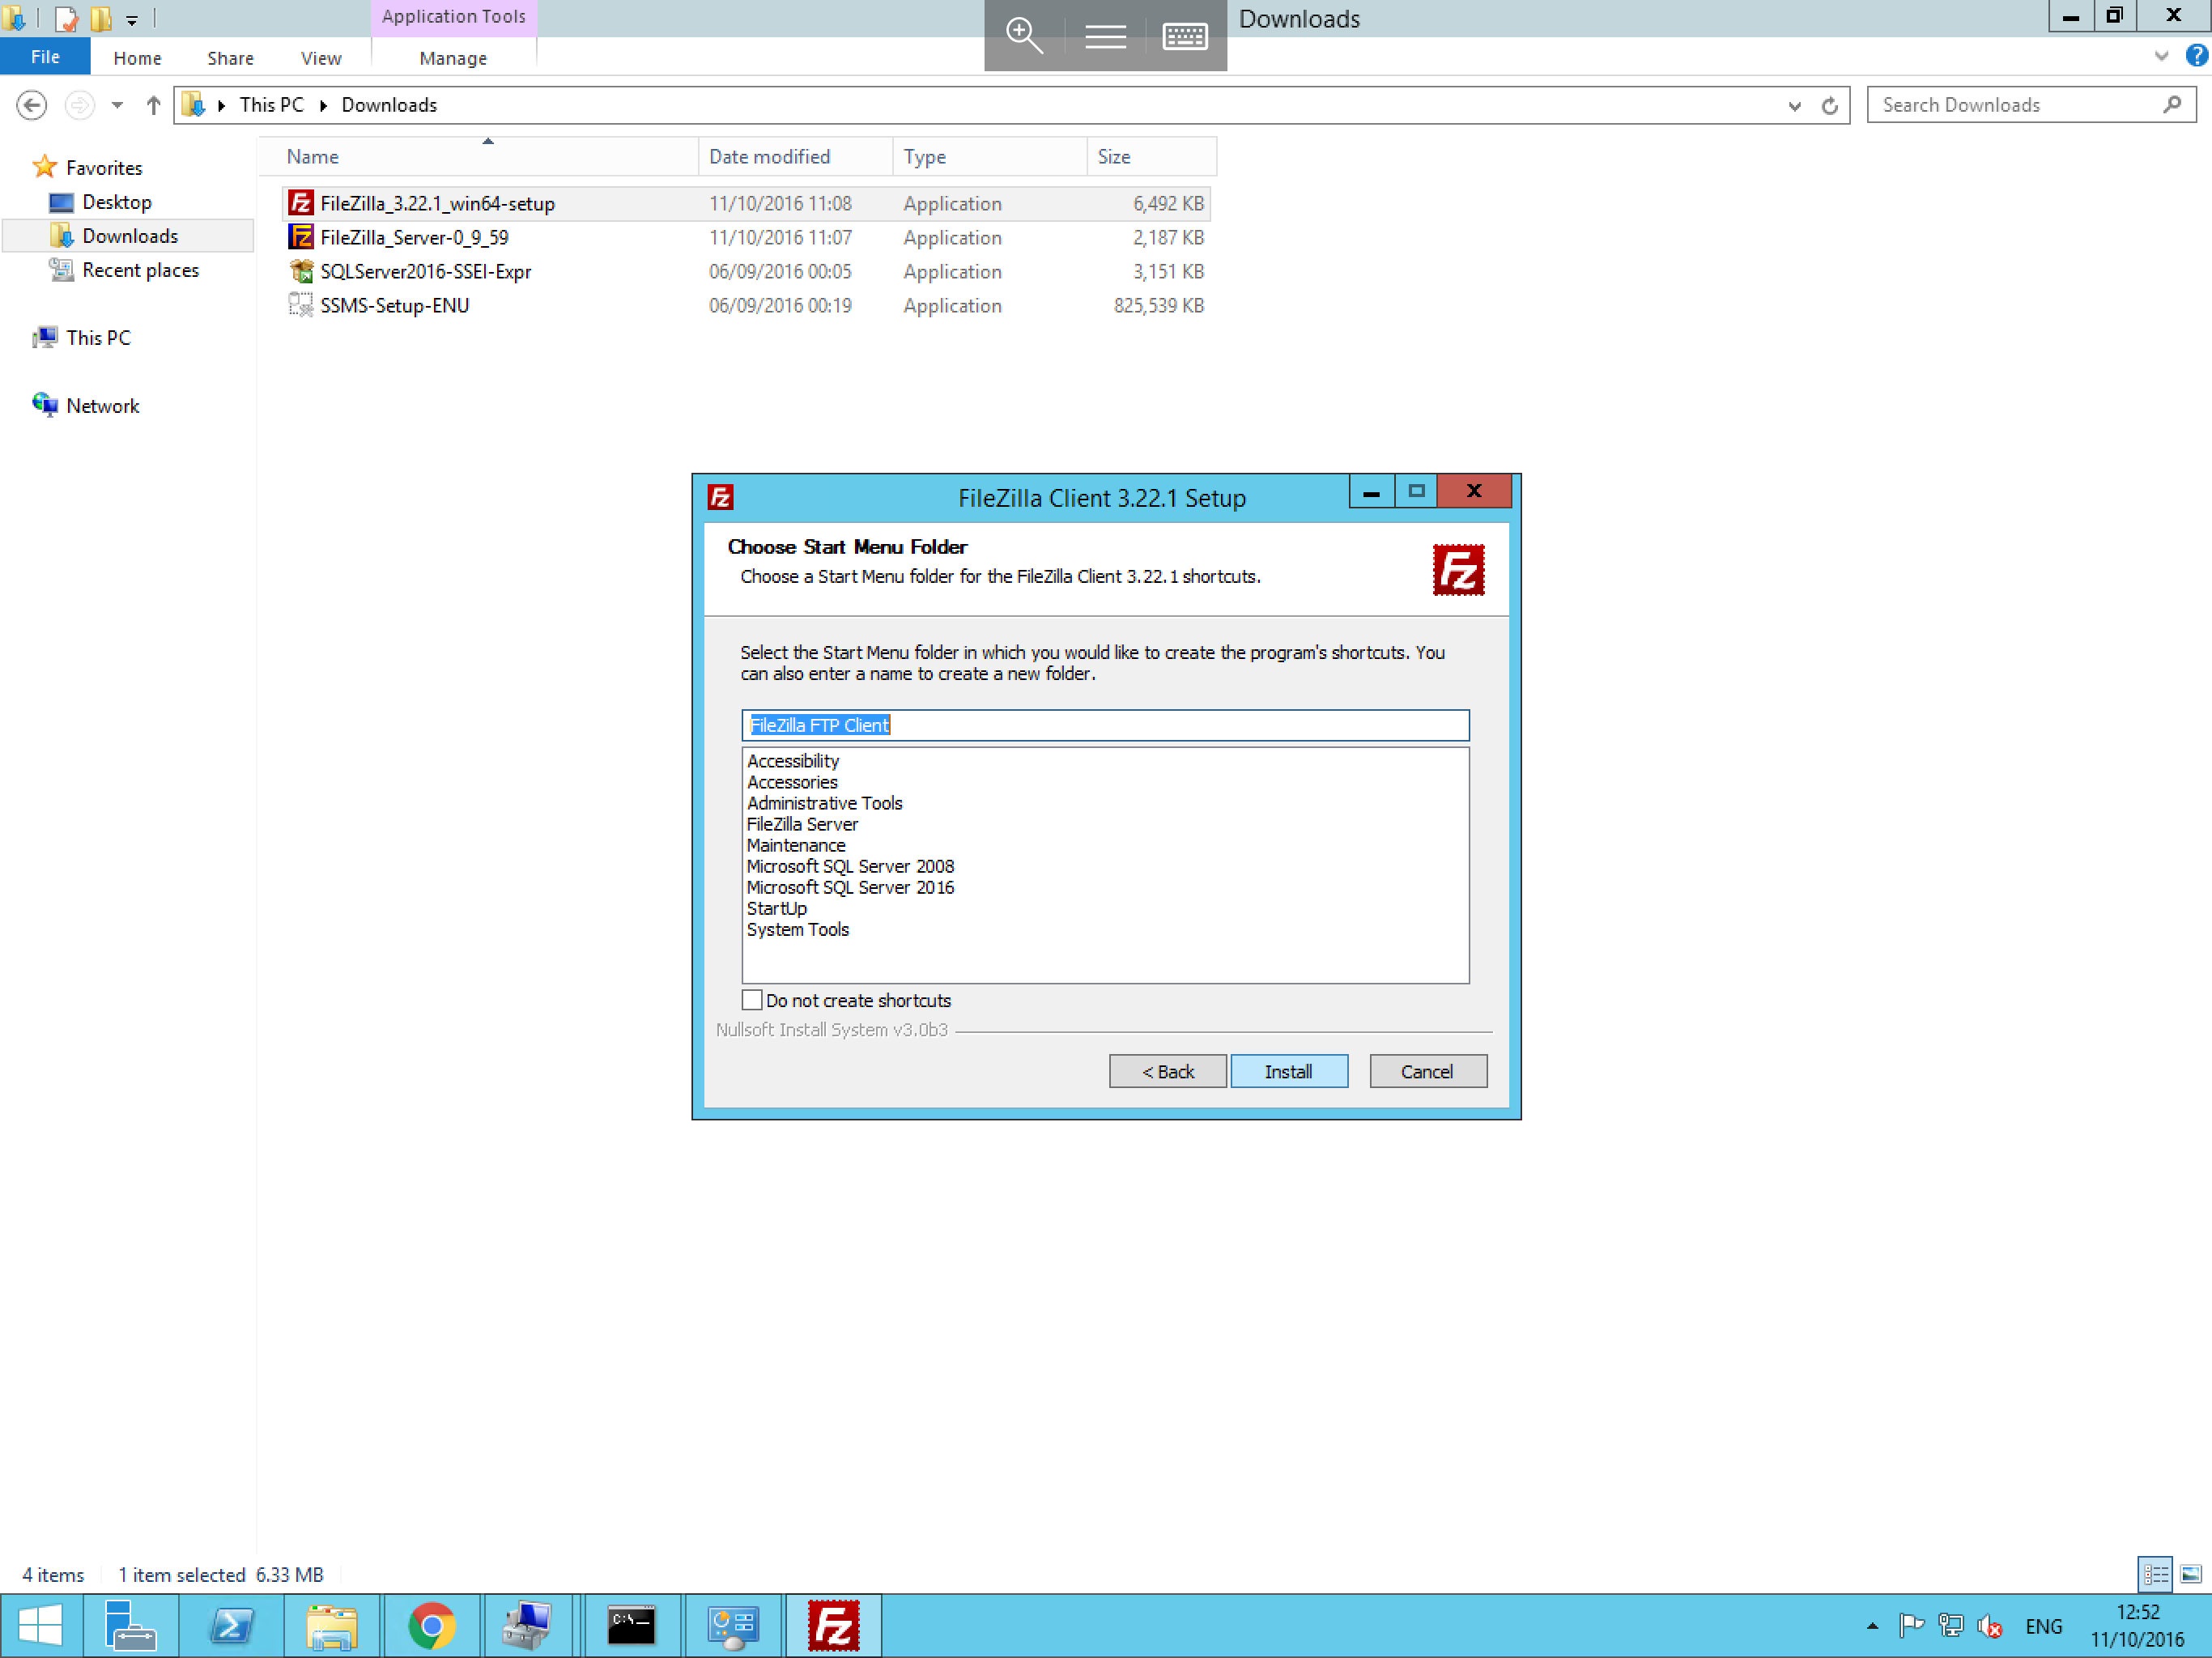 Application Tools
Downloads
File
Home
Share
View
Manage
This PC
Downloads
Search Downloads
Favorites
Desktop
Downloads
Recent places
This PC
Network
Name
Date modified
Type
Size
FileZilla_3.22.1_win64-setup
11/10/2016 11:08
Application
6,492 KB
FileZilla_Server-0_9_59
11/10/2016 11:07
Application
2,187 KB
SQLServer2016-SSEI-Expr
06/09/2016 00:05
Application
3,151 KB
SSMS-Setup-ENU
06/09/2016 00:19
Application
825,539 KB
Fz
FileZilla Client 3.22.1 Setup
Choose Start Menu Folder
Choose a Start Menu folder for the FileZilla Client 3.22.1 shortcuts.
Fz
Select the Start Menu folder in which you would like to create the program's shortcuts. You
can also enter a name to create a new folder.
FileZilla FTP Client
Accessibility
Accessories
Administrative Tools
FileZilla Server
Maintenance
Microsoft SQL Server 2008
Microsoft SQL Server 2016
StartUp
System Tools
Do not create shortcuts
Nullsoft Install System v3.0b3
< Back
Install
Cancel
4 items
1 item selected 6.33 MB
C:\_
Fz
ENG
12:52
11/10/2016